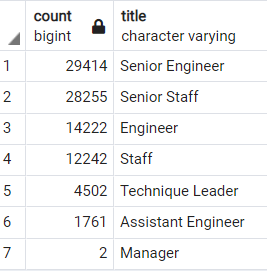 count title
bigint character varying
1 29414 Senior Engineer
2 28255 Senior Staff
3 14222 Engineer
4 12242 Staff
5 4502 Technique Leader
6 1761 Assistant Engineer
7 2 Manager